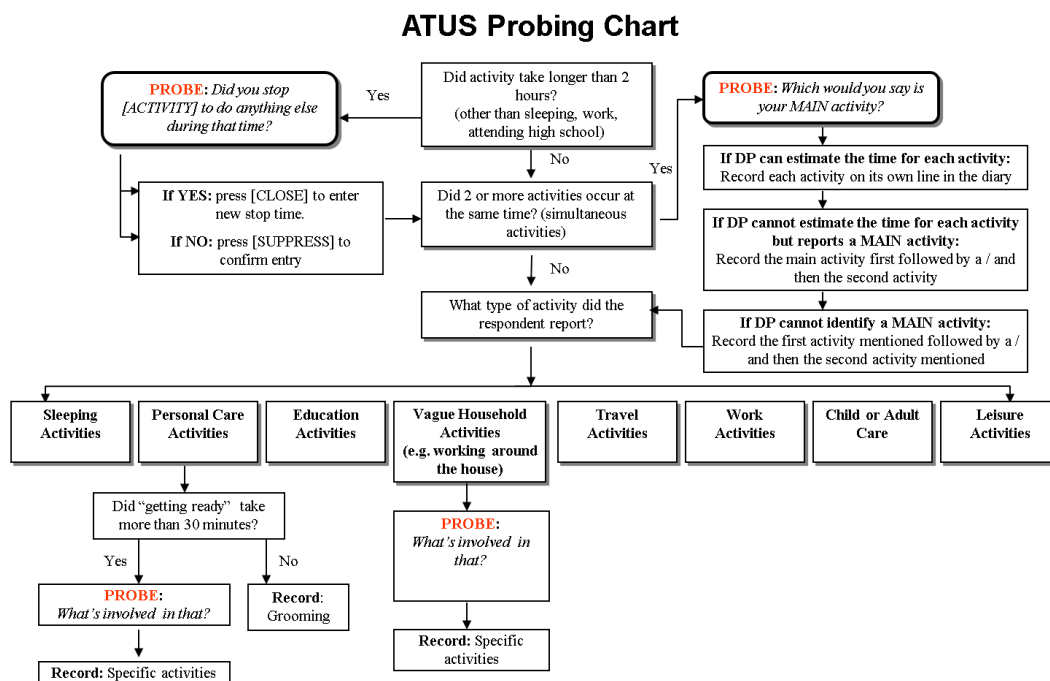 ATUS Probing Chart
PROBE: Did you stop
[ACTIVITY] to do anything else
during that time?
Yes
Did activity take longer than 2
hours?
(other than sleeping, work,
attending high school)
PROBE: Which would you say is
your MAIN activity?
No
Yes
If DP can estimate the time for each activity:
Record each activity on its own line in the diary
If YES: press [CLOSE] to enter
new stop time.
If NO: press [SUPPRESS] to
confirm entry
Did 2 or more activities occur at
the same time? (simultaneous
activities)
If DP cannot estimate the time for each activity
but reports a MAIN activity:
Record the main activity first followed by a / and
then the second activity
No
What type of activity did the
respondent report?
If DP cannot identify a MAIN activity:
Record the first activity mentioned followed by a /
and then the second activity mentioned
Sleeping
Activities
Personal Care
Activities
Education
Activities
Vague Household
Activities
(e.g. working around
the house)
Travel
Activities
Work
Activities
Child or Adult
Care
Leisure
Activities
Did “getting ready” take
more than 30 minutes?
Yes
No
PROBE:
What’s involved in that?
Record:
Grooming
Record: Specific activities
PROBE:
What’s involved in
that?
Record: Specific
activities